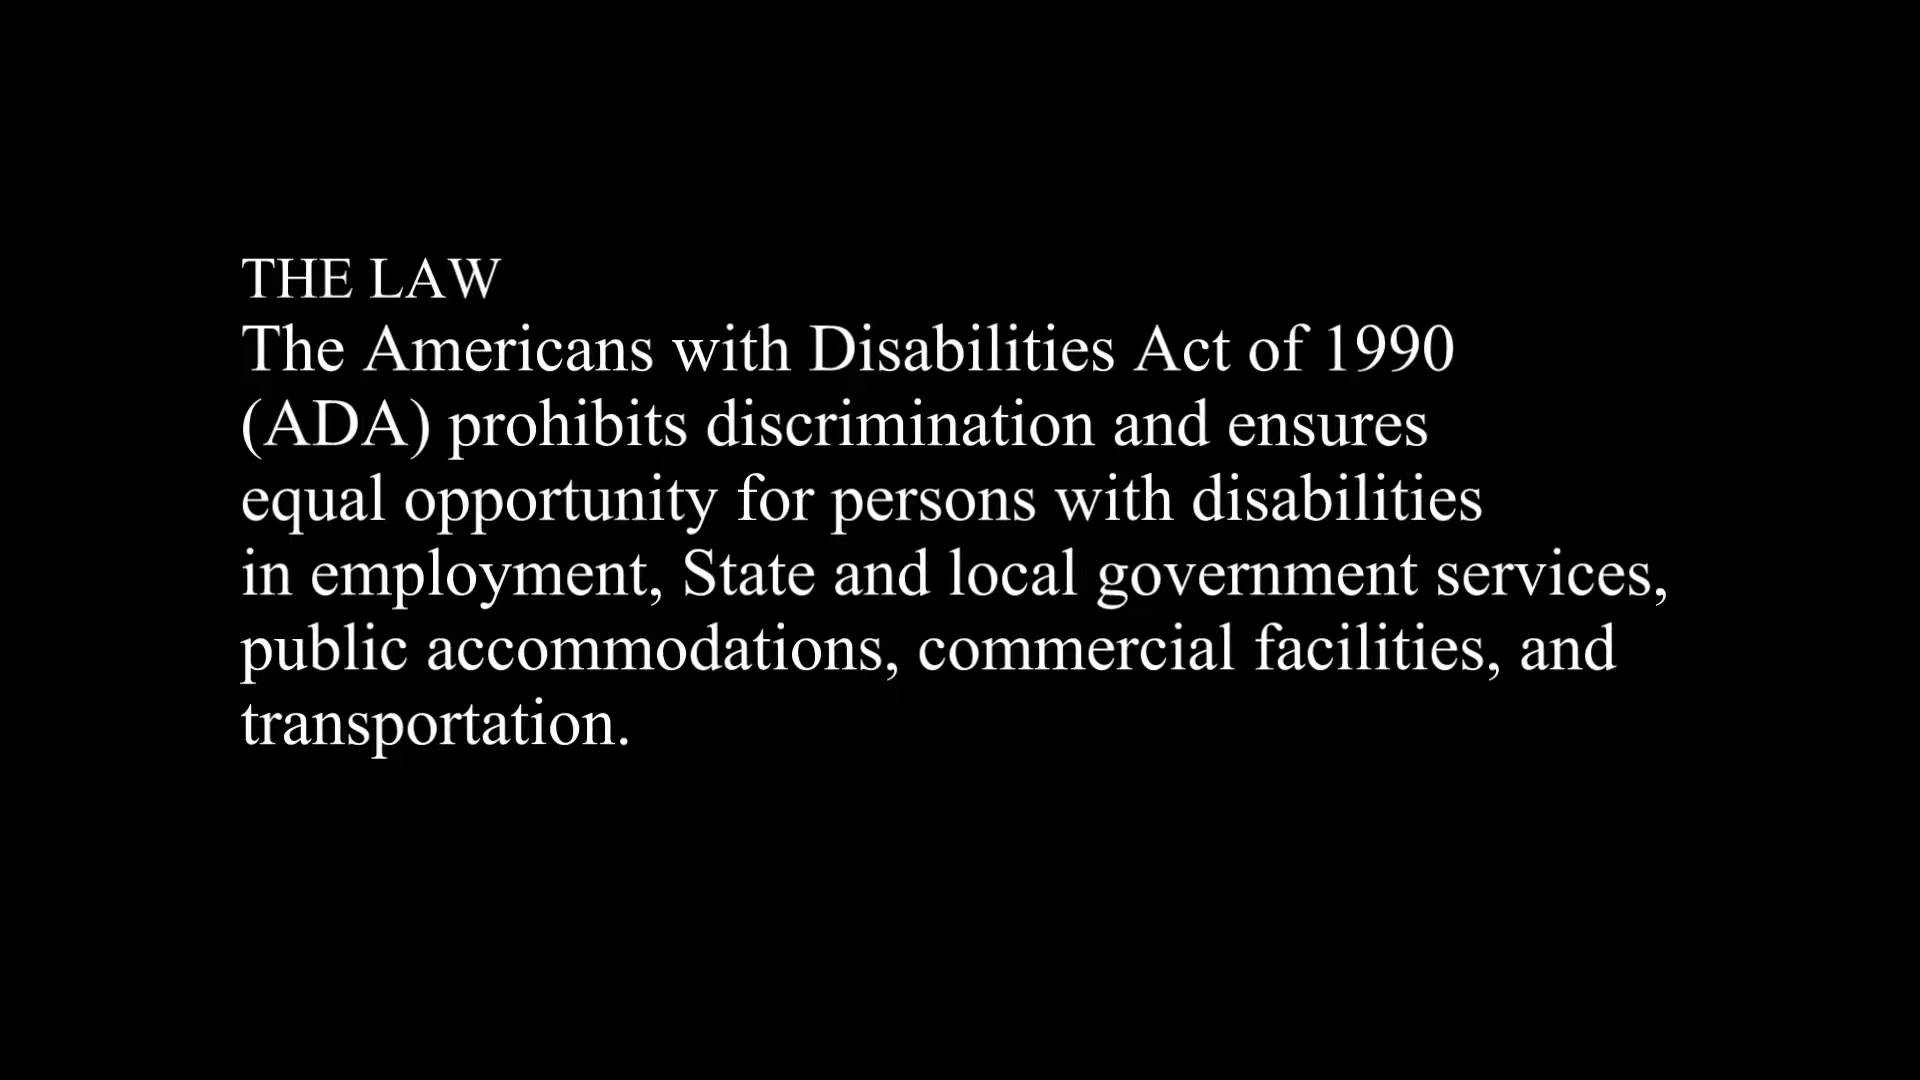 THE LAW
The Americans with Disabilities Act of 1990
(ADA) prohibits discrimination and ensures
equal opportunity for persons with disabilities
in employment, State and local government services,
public accommodations, commercial facilities, and
transportation.